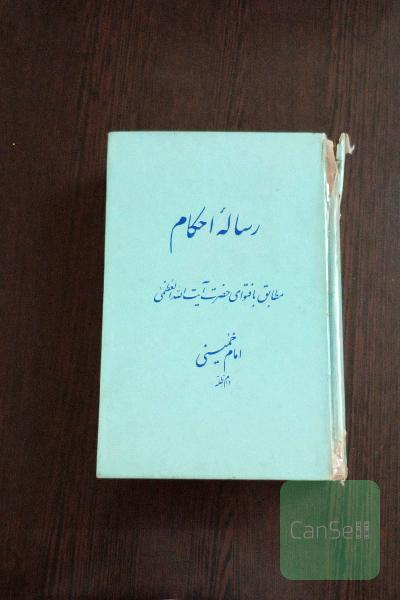 رسالهٔ احکام
مطابق با فتوای حضرت آیت الله العظمی
امام خمینی
دام ظله
CanSell